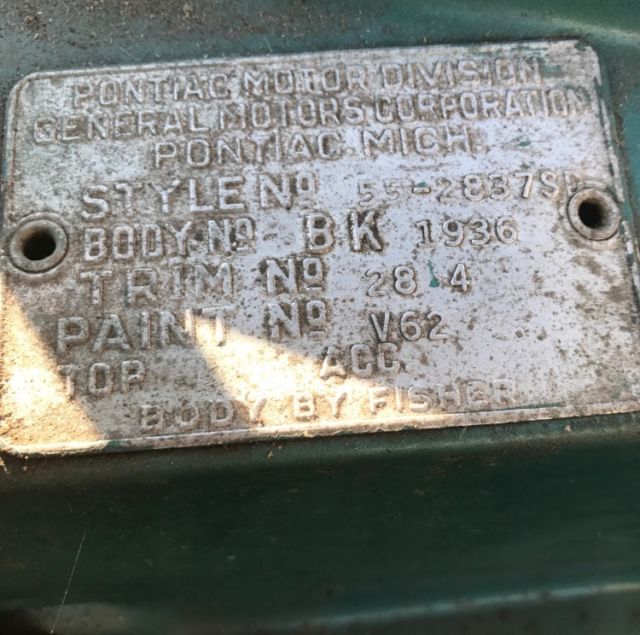 PONTIAC MOTOR DIVISION
GENERAL MOTORS CORPORATION
PONTIAC, MICH.
STYLE Nº 55-2837SD
BODY Nº BK 1936
TRIM Nº 28 4
PAINT Nº V62
TOP ACC.
BODY BY FISHER